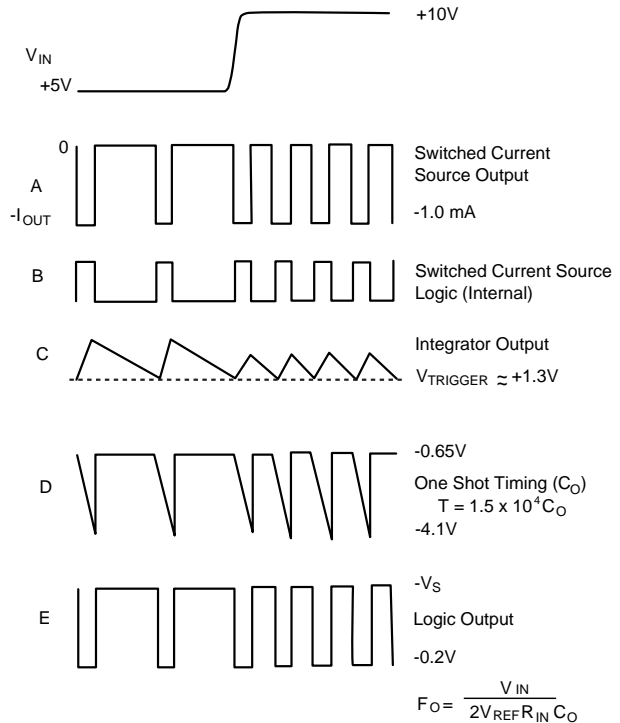 +10V
VIN
+5V
0
A
-IOUT
Switched Current
Source Output
-1.0 mA
B
Switched Current Source
Logic (Internal)
C
Integrator Output
VTRIGGER ≈ +1.3V
-0.65V
D
One Shot Timing (CO)
T = 1.5 x 10^4 CO
-4.1V
-VS
E
Logic Output
-0.2V
FO = VIN / 2VREF RIN CO